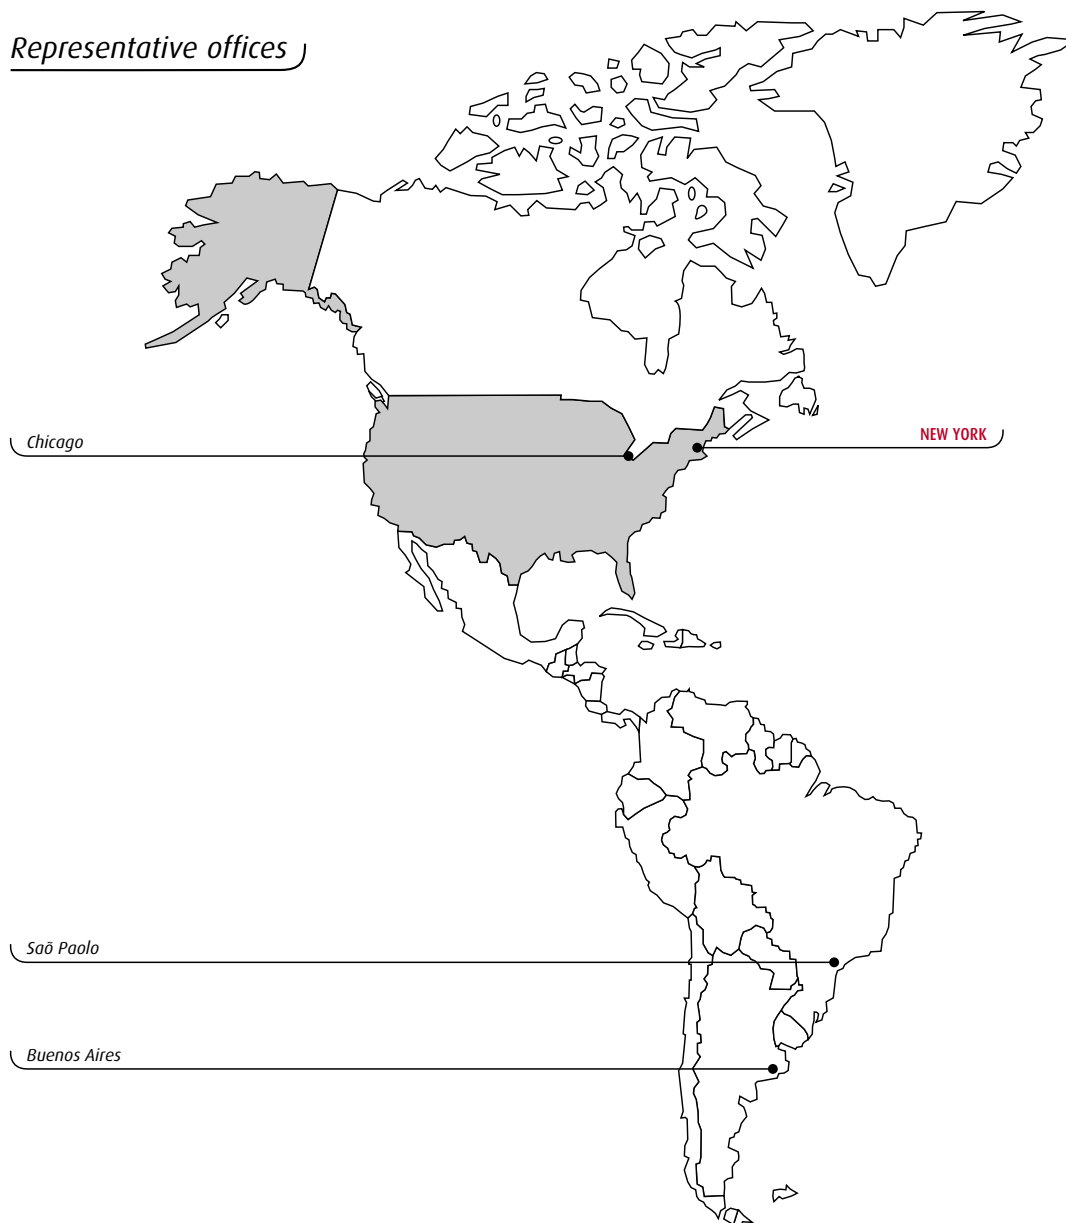 Representative offices
Chicago
NEW YORK
Saõ Paolo
Buenos Aires